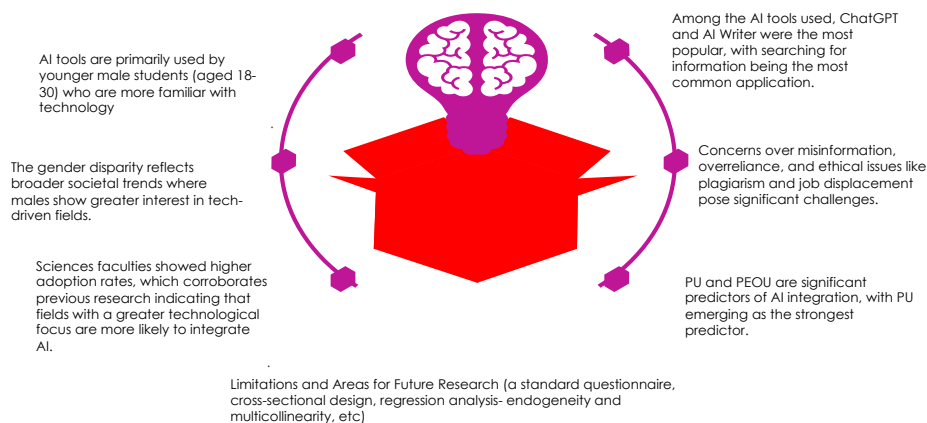 AI tools are primarily used by
younger male students (aged 18-
30) who are more familiar with
technology
.
The gender disparity reflects
broader societal trends where
males show greater interest in tech-
driven fields.
Sciences faculties showed higher
adoption rates, which corroborates
previous research indicating that
fields with a greater technological
focus are more likely to integrate
AI.
.
Among the AI tools used, ChatGPT
and AI Writer were the most
popular, with searching for
information being the most
common application.
Concerns over misinformation,
overreliance, and ethical issues like
plagiarism and job displacement
pose significant challenges.
PU and PEOU are significant
predictors of AI integration, with PU
emerging as the strongest
predictor.
Limitations and Areas for Future Research (a standard questionnaire,
cross-sectional design, regression analysis- endogeneity and
multicollinearity, etc)